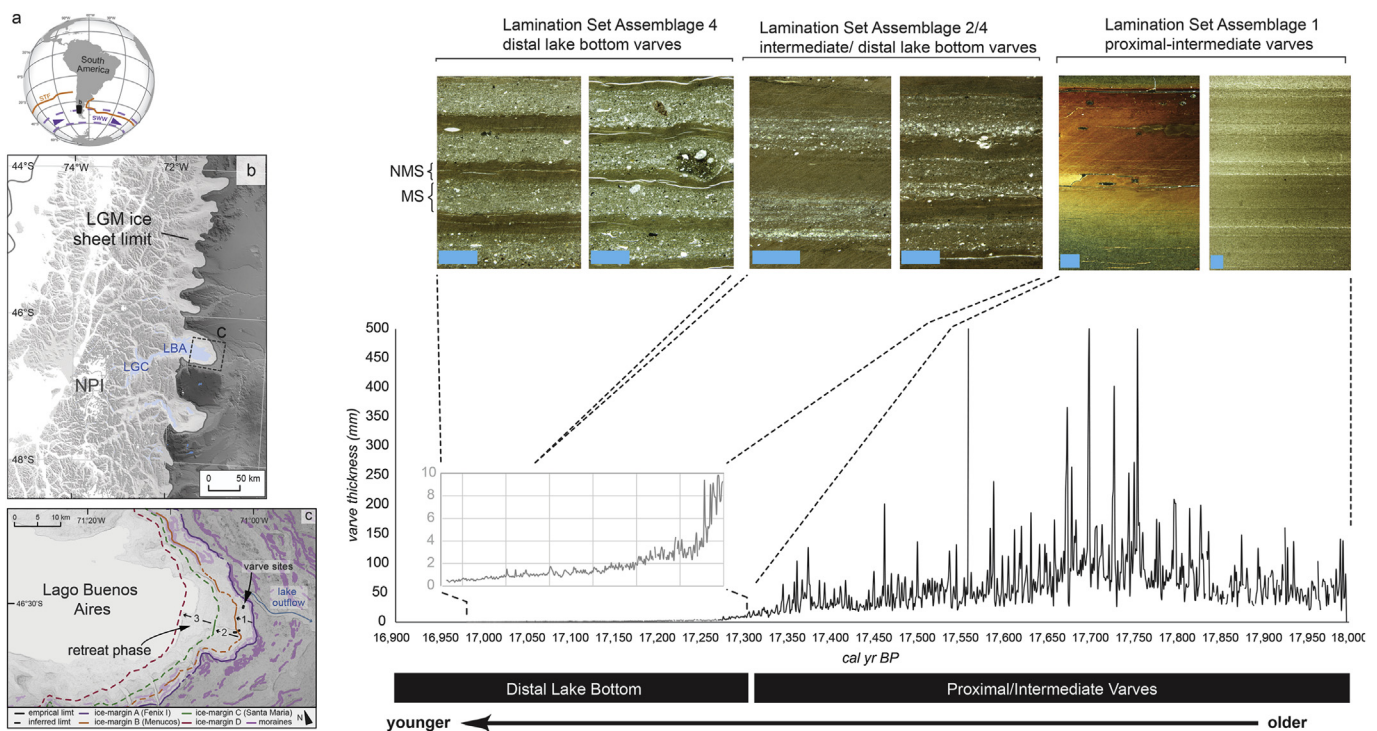 a
South
America
STF
b
SWW
44°S
74°W
72°W
b
LGM ice
sheet limit
46°S
C
LBA
LGC
NPI
48°S
0 50 km
0 5 10 km
71°20'W
71°00'W
C
varve sites
Lago Buenos
Aires
lake
outflow
46°30'S
3
2
1
retreat phase
emprical limt
ice-margin A (Fenix I)
ice-margin C (Santa Maria)
inferred limt
ice-margin B (Menucos)
ice-margin D
moraines
N
Lamination Set Assemblage 4
distal lake bottom varves
Lamination Set Assemblage 2/4
intermediate/ distal lake bottom varves
Lamination Set Assemblage 1
proximal-intermediate varves
NMS
MS
varve thickness (mm)
500
450
400
350
300
250
200
150
100
50
0
10
8
6
4
2
0
16,900 16,950 17,000 17,050 17,100 17,150 17,200 17,250 17,300 17,350 17,400 17,450 17,500 17,550 17,600 17,650 17,700 17,750 17,800 17,850 17,900 17,950 18,000
cal yr BP
Distal Lake Bottom
Proximal/Intermediate Varves
younger
older